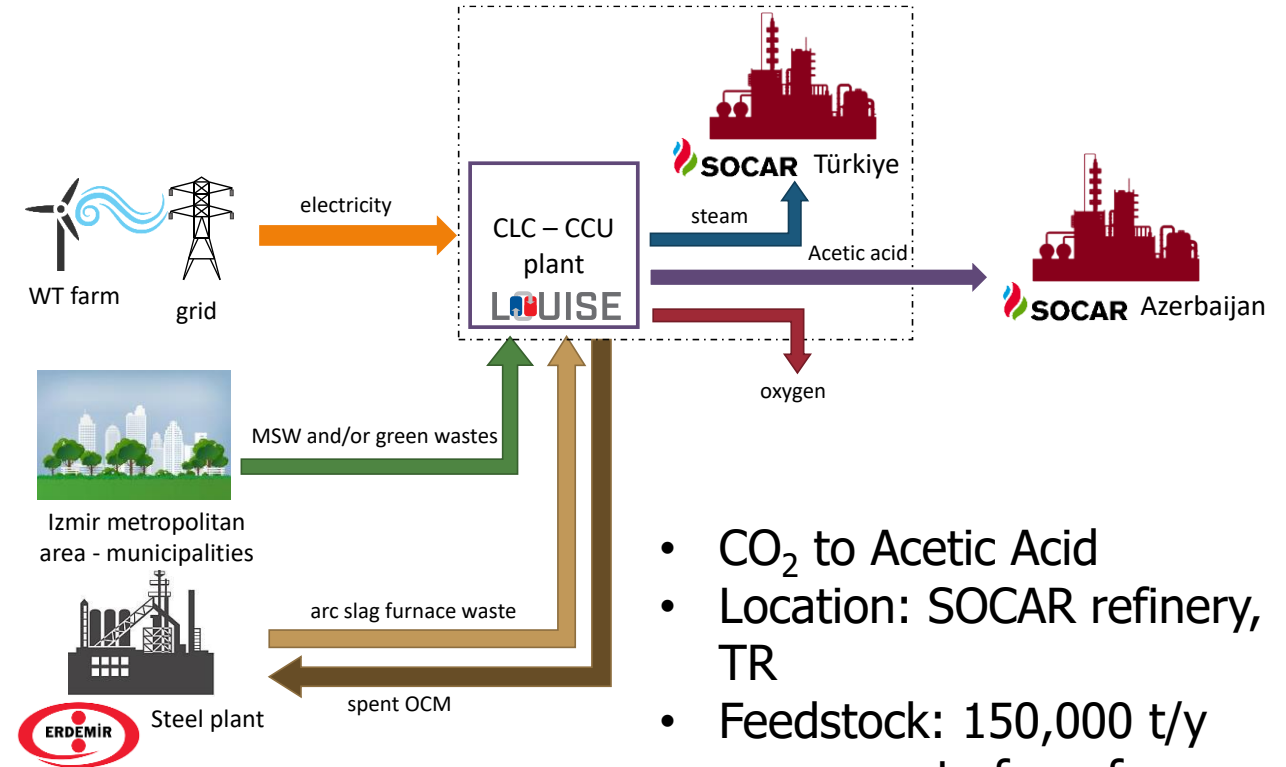 SOCAR Türkiye
electricity
CLC – CCU
plant
LOUISE
steam
Acetic acid
SOCAR Azerbaijan
WT farm
grid
oxygen
MSW and/or green wastes
Izmir metropolitan
area - municipalities
arc slag furnace waste
spent OCM
Steel plant
ERDEMİR
• CO₂ to Acetic Acid
• Location: SOCAR refinery,
TR
• Feedstock: 150,000 t/y